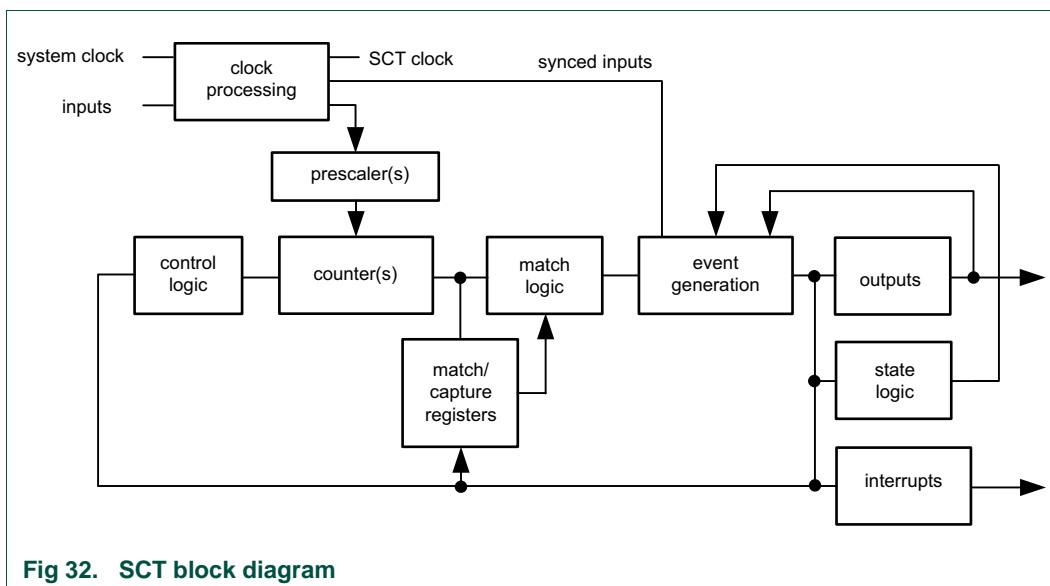 system clock
clock
processing
SCT clock
synced inputs
inputs
prescaler(s)
control
logic
counter(s)
match
logic
event
generation
outputs
match/
capture
registers
state
logic
interrupts
Fig 32. SCT block diagram